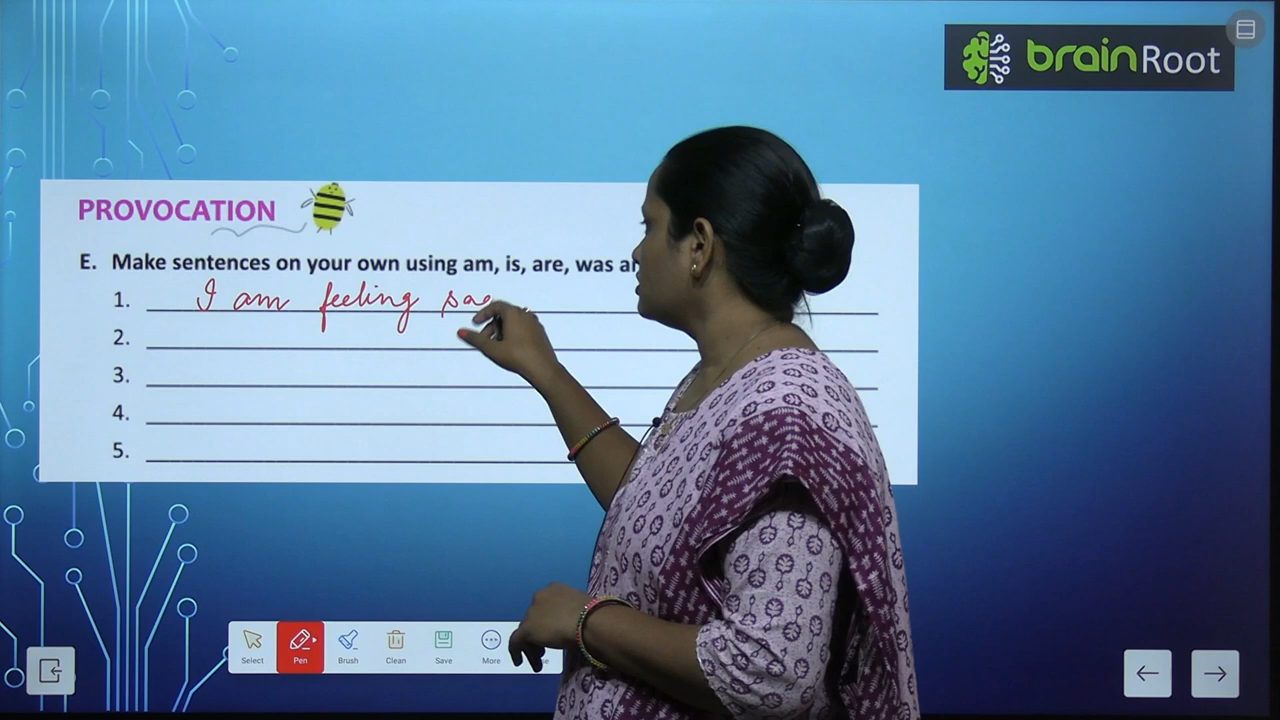 brainRoot
PROVOCATION
E. Make sentences on your own using am, is, are, was
1. I am feeling
2.
3.
4.
5.
Select Pen Brush Clean Save More